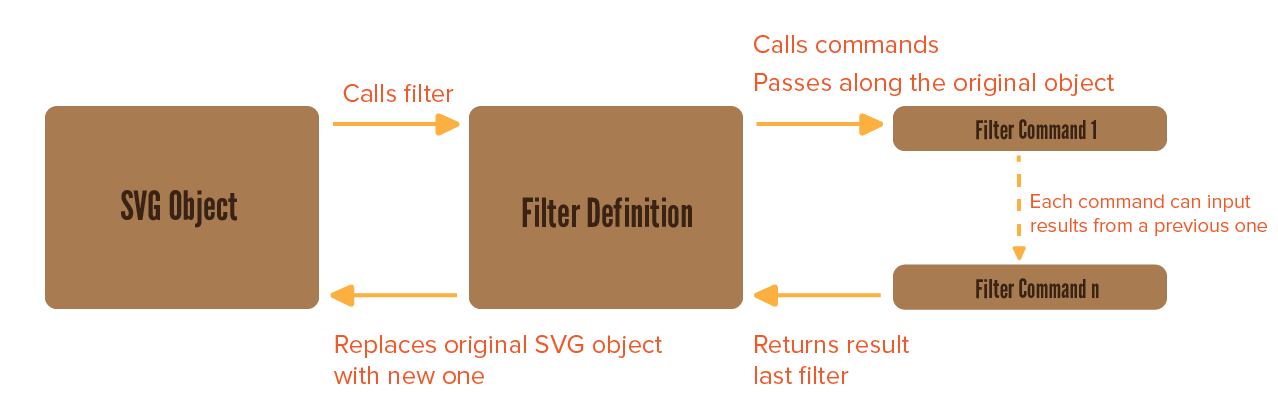 Calls commands
Passes along the original object
Calls filter
SVG Object
Filter Definition
Filter Command 1
Each command can input
results from a previous one
Filter Command n
Replaces original SVG object
with new one
Returns result
last filter